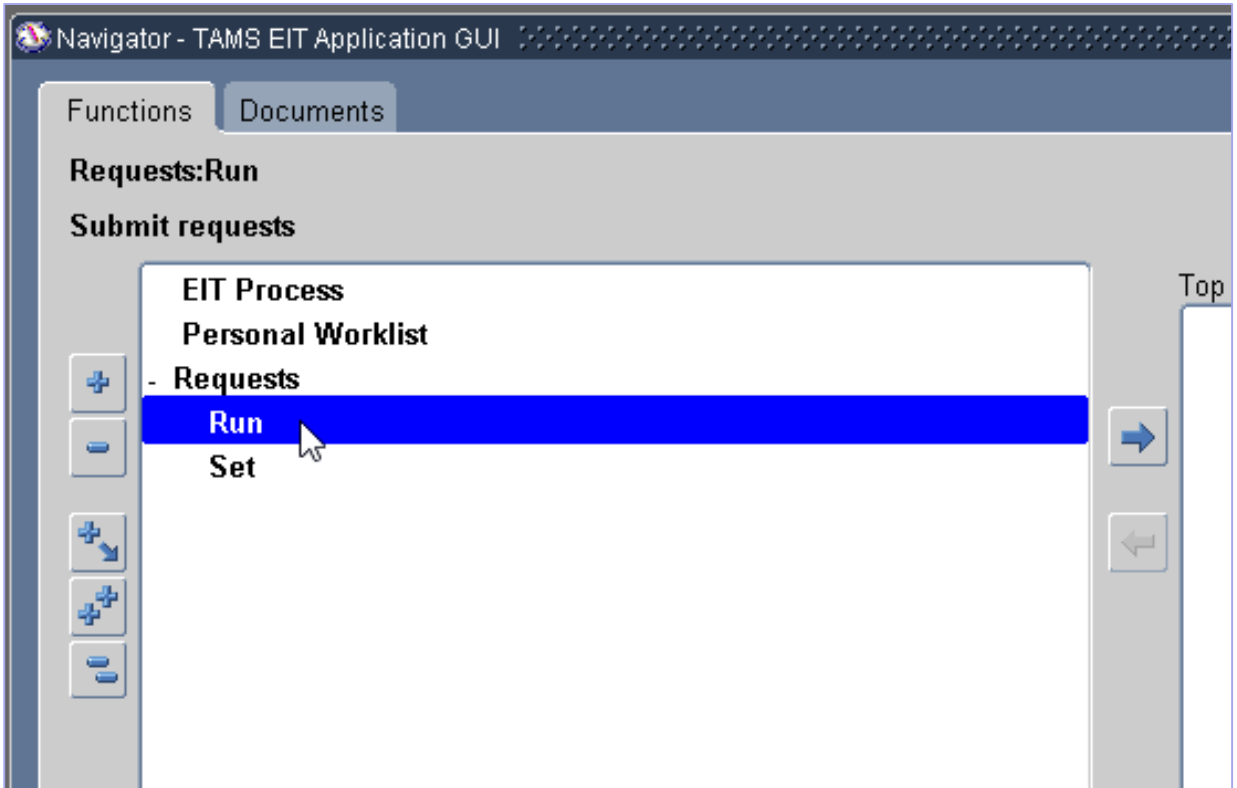 Navigator - TAMS EIT Application GUI
Functions Documents
Requests:Run
Submit requests
EIT Process
Personal Worklist
- Requests
Run
Set
Top